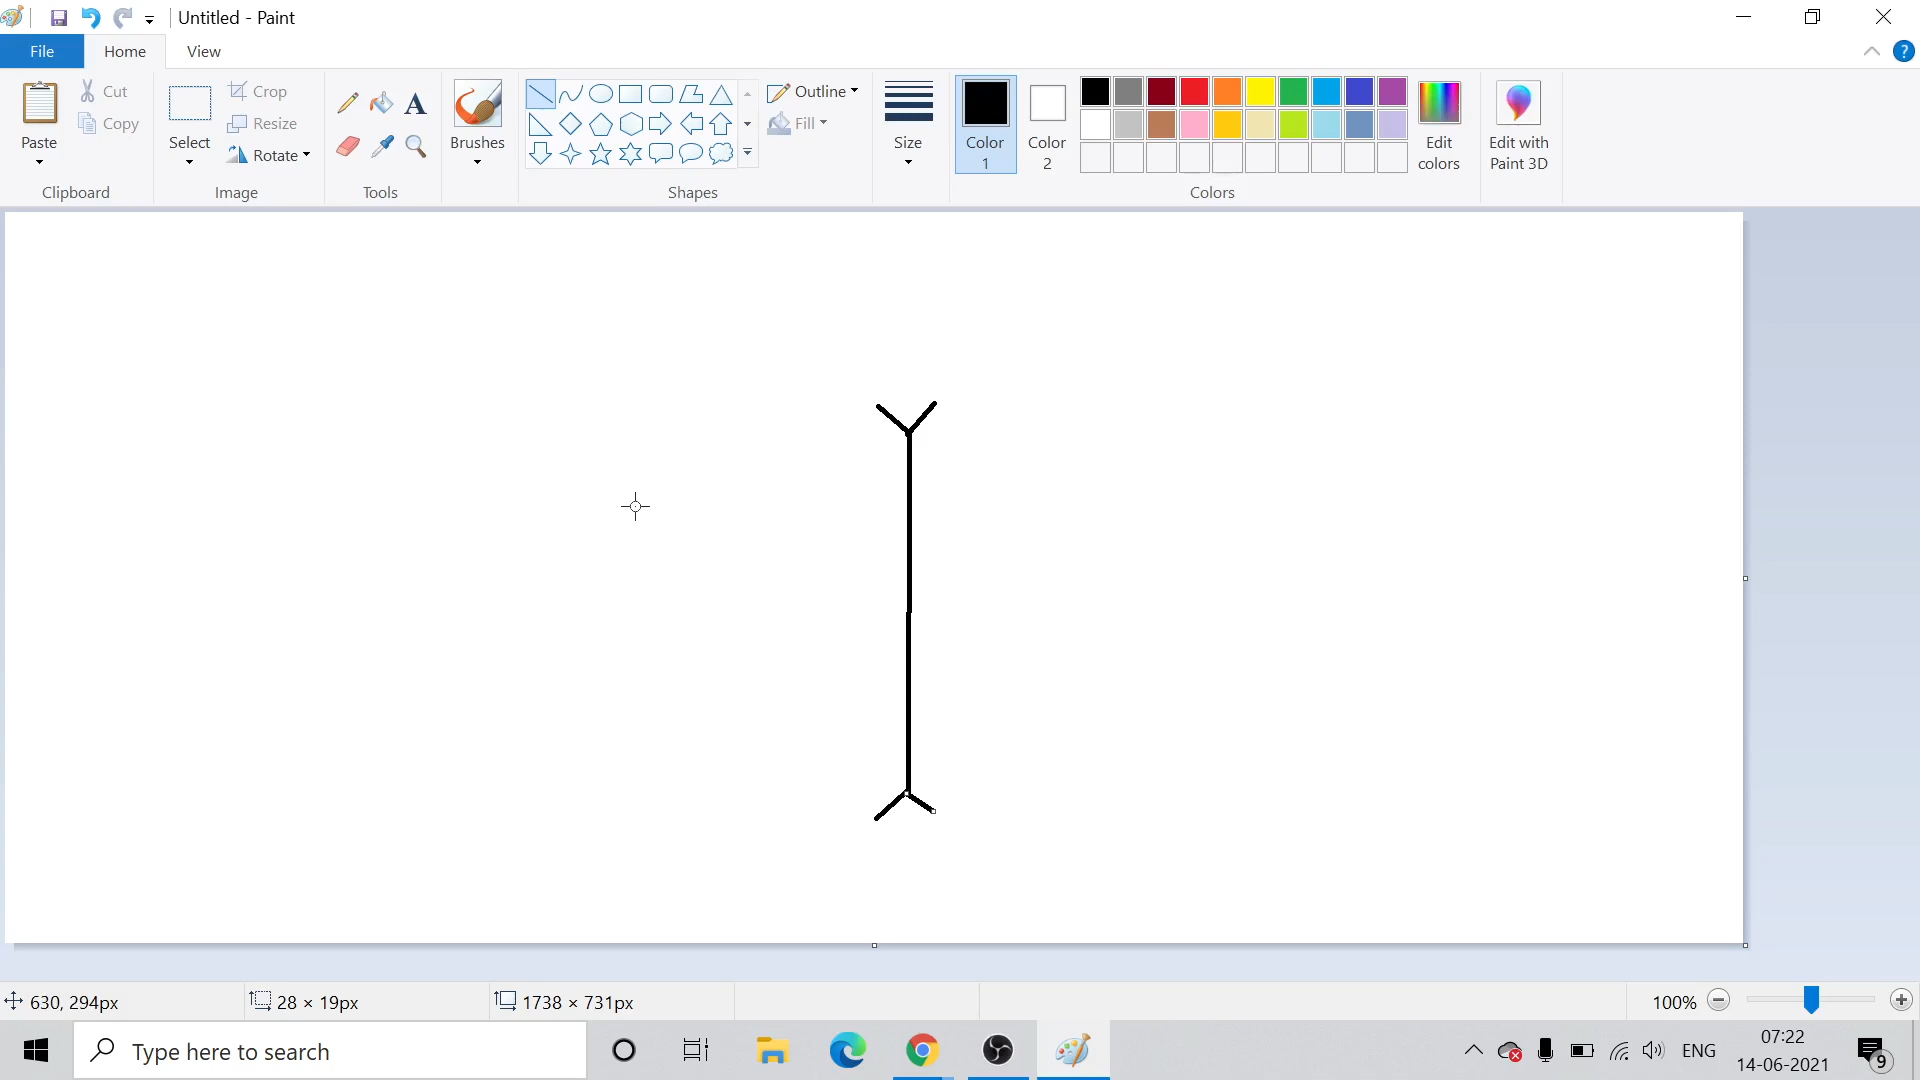 Untitled - Paint
File Home View
Paste
Cut
Copy
Clipboard
Select
Crop
Resize
Rotate
Image
A
Tools
Brushes
Outline
Fill
Shapes
Size
Color 1
Color 2
Edit colors
Colors
Edit with Paint 3D
?
630, 294px
28 × 19px
1738 × 731px
100%
Type here to search
ENG
07:22
14-06-2021
9